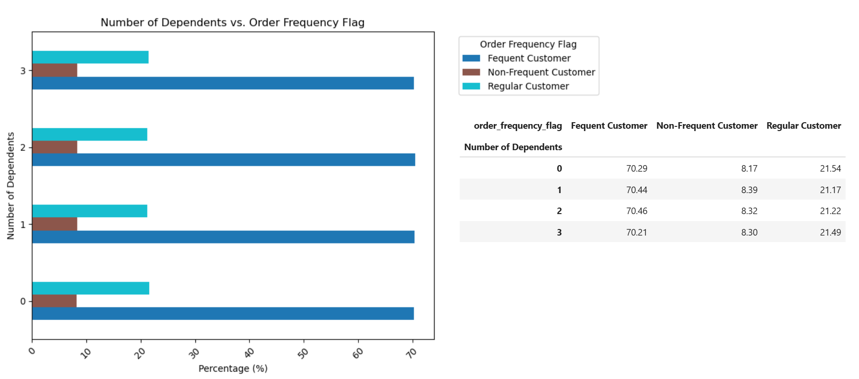 Number of Dependents vs. Order Frequency Flag
Number of Dependents
3
2
1
0
0 10 20 30 40 50 60 70
Percentage (%)
Order Frequency Flag
Fequent Customer
Non-Frequent Customer
Regular Customer
order_frequency_flag Fequent Customer Non-Frequent Customer Regular Customer
Number of Dependents
0 70.29 8.17 21.54
1 70.44 8.39 21.17
2 70.46 8.32 21.22
3 70.21 8.30 21.49